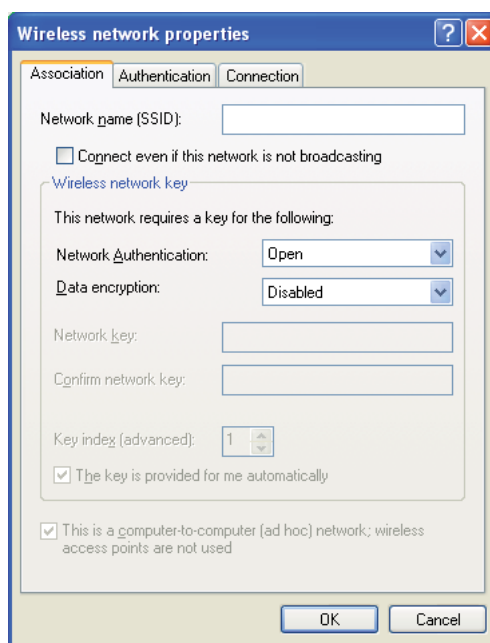 Wireless network properties
Association Authentication Connection
Network name (SSID):
Connect even if this network is not broadcasting
Wireless network key
This network requires a key for the following:
Network Authentication: Open
Data encryption: Disabled
Network key:
Confirm network key:
Key index (advanced): 1
The key is provided for me automatically
This is a computer-to-computer (ad hoc) network; wireless
access points are not used
OK Cancel